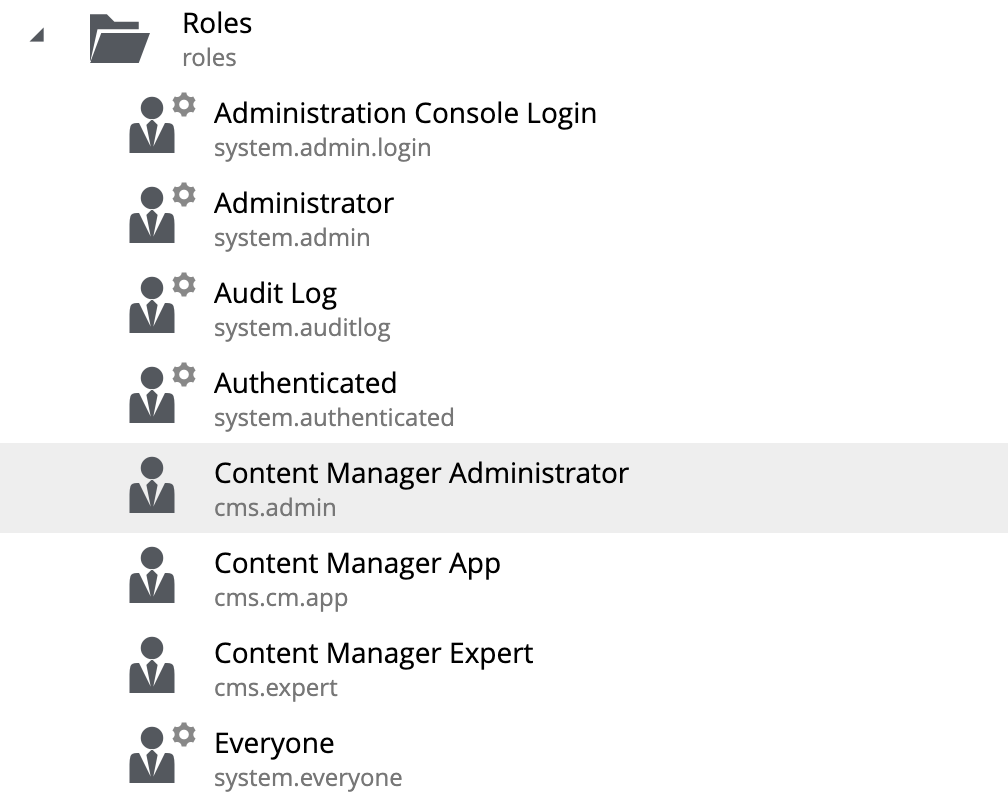 Roles
roles
Administration Console Login
system.admin.login
Administrator
system.admin
Audit Log
system.auditlog
Authenticated
system.authenticated
Content Manager Administrator
cms.admin
Content Manager App
cms.cm.app
Content Manager Expert
cms.expert
Everyone
system.everyone